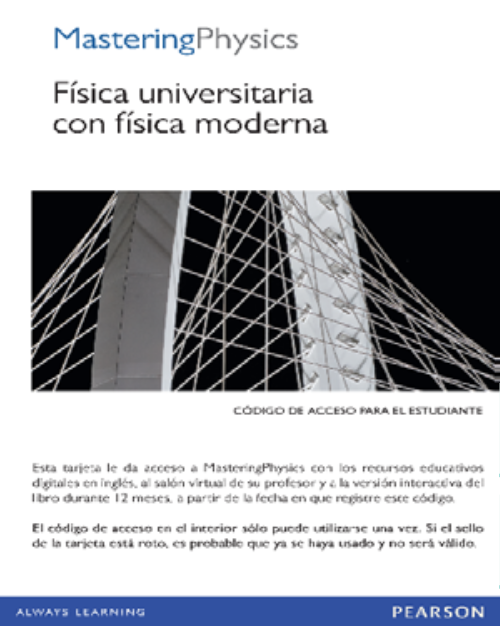 MasteringPhysics
Física universitaria
con física moderna
CÓDIGO DE ACCESO PARA EL ESTUDIANTE
Esta tarjeta le da acceso a MasteringPhysics con los recursos educativos
digitales en inglés, al salón virtual de su profesor y a la versión interactiva del
libro durante 12 meses, a partir de la fecha en que registre este código.
El código de acceso en el interior sólo puede utilizarse una vez. Si el sello
de la tarjeta está roto, es probable que ya se haya usado y no será válido.
ALWAYS LEARNING
PEARSON